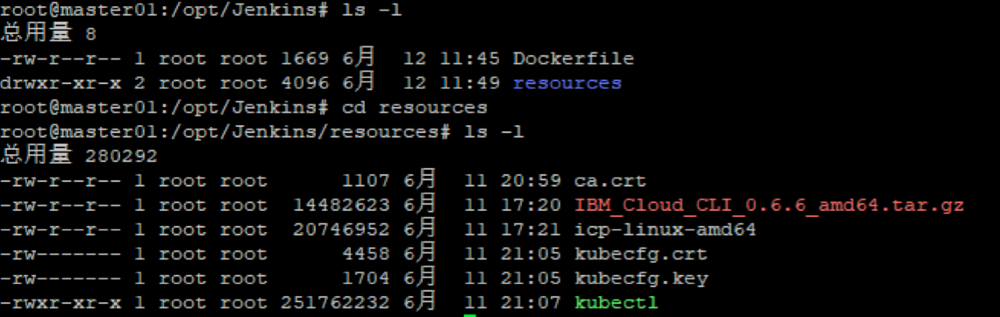 root@master01:/opt/Jenkins# ls -l
总用量 8
-rw-r--r-- 1 root root 1669 6月  12 11:45 Dockerfile
drwxr-xr-x 2 root root 4096 6月  12 11:49 resources
root@master01:/opt/Jenkins# cd resources
root@master01:/opt/Jenkins/resources# ls -l
总用量 280292
-rw-r--r-- 1 root root      1107 6月  11 20:59 ca.crt
-rw-r--r-- 1 root root  14482623 6月  11 17:20 IBM_Cloud_CLI_0.6.6_amd64.tar.gz
-rw-r--r-- 1 root root  20746952 6月  11 17:21 icp-linux-amd64
-rw------- 1 root root      4458 6月  11 21:05 kubecfg.crt
-rw------- 1 root root      1704 6月  11 21:05 kubecfg.key
-rwxr-xr-x 1 root root 251762232 6月  11 21:07 kubectl